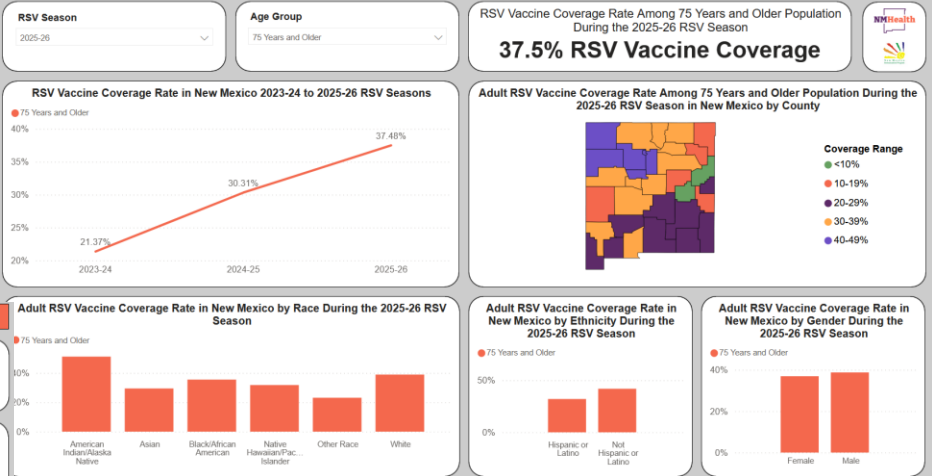 RSV Season
2025-26
Age Group
75 Years and Older
RSV Vaccine Coverage Rate Among 75 Years and Older Population
During the 2025-26 RSV Season
37.5% RSV Vaccine Coverage
NMHealth
RSV Vaccine Coverage Rate in New Mexico 2023-24 to 2025-26 RSV Seasons
75 Years and Older
40%
35%
30%
25%
20%
21.37%
30.31%
37.48%
2023-24
2024-25
2025-26
Adult RSV Vaccine Coverage Rate Among 75 Years and Older Population During the
2025-26 RSV Season in New Mexico by County
Coverage Range
<10%
10-19%
20-29%
30-39%
40-49%
Adult RSV Vaccine Coverage Rate in New Mexico by Race During the 2025-26 RSV
Season
75 Years and Older
40%
20%
0%
American
Indian/Alaska
Native
Asian
Black/African
American
Native
Hawaiian/Pac...
Islander
Other Race
White
Adult RSV Vaccine Coverage Rate in
New Mexico by Ethnicity During the
2025-26 RSV Season
75 Years and Older
50%
0%
Hispanic or
Latino
Not
Hispanic or
Latino
Adult RSV Vaccine Coverage Rate in
New Mexico by Gender During the
2025-26 RSV Season
75 Years and Older
40%
20%
0%
Female
Male